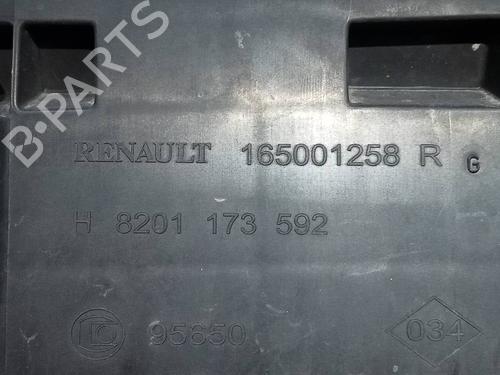 B-PARTS
RENAULT 165001258 R G
H 8201 173 592
95650 034